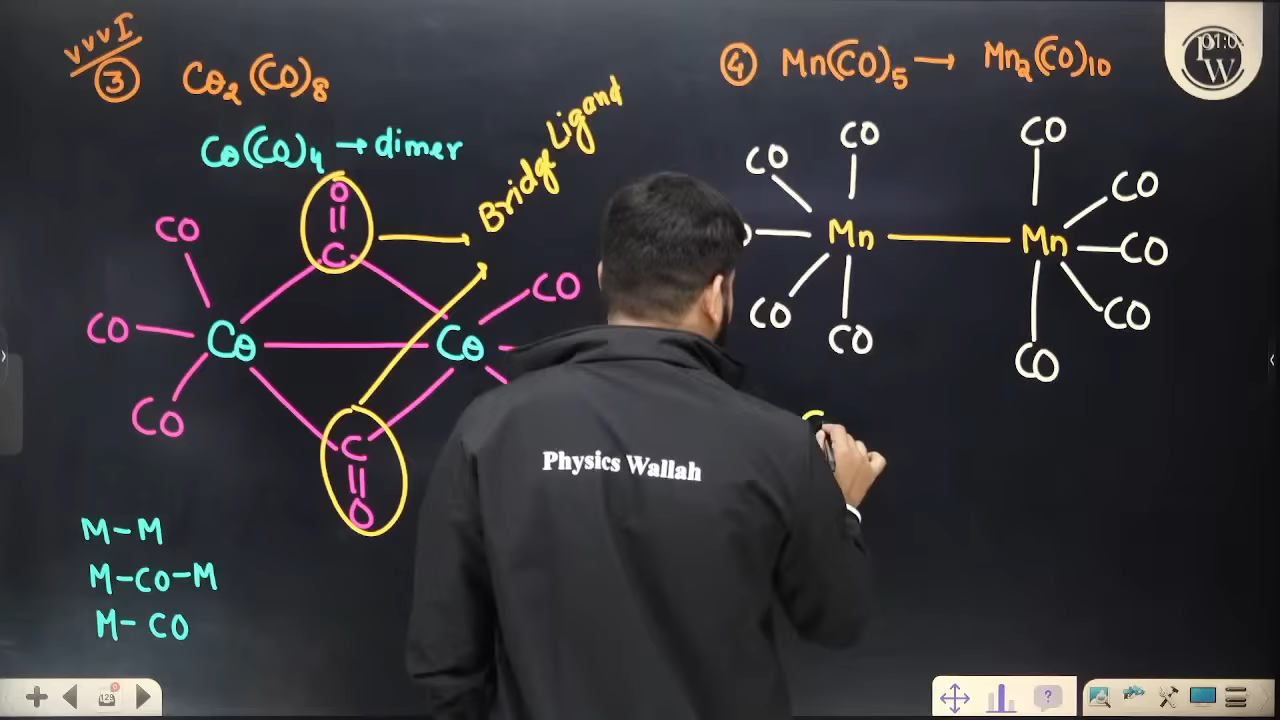 VVVI
③ Co₂(CO)₈
Co(CO)₄ → dimer
Bridge Ligand
O
C
CO
CO
CO
Co
Co
CO
C
O
M-M
M-CO-M
M-CO
④ Mn(CO)₅ → Mn₂(CO)₁₀
CO
CO
Mn
CO
CO
Mn
CO
CO
CO
CO
CO
CO
Physics Wallah
PW
129